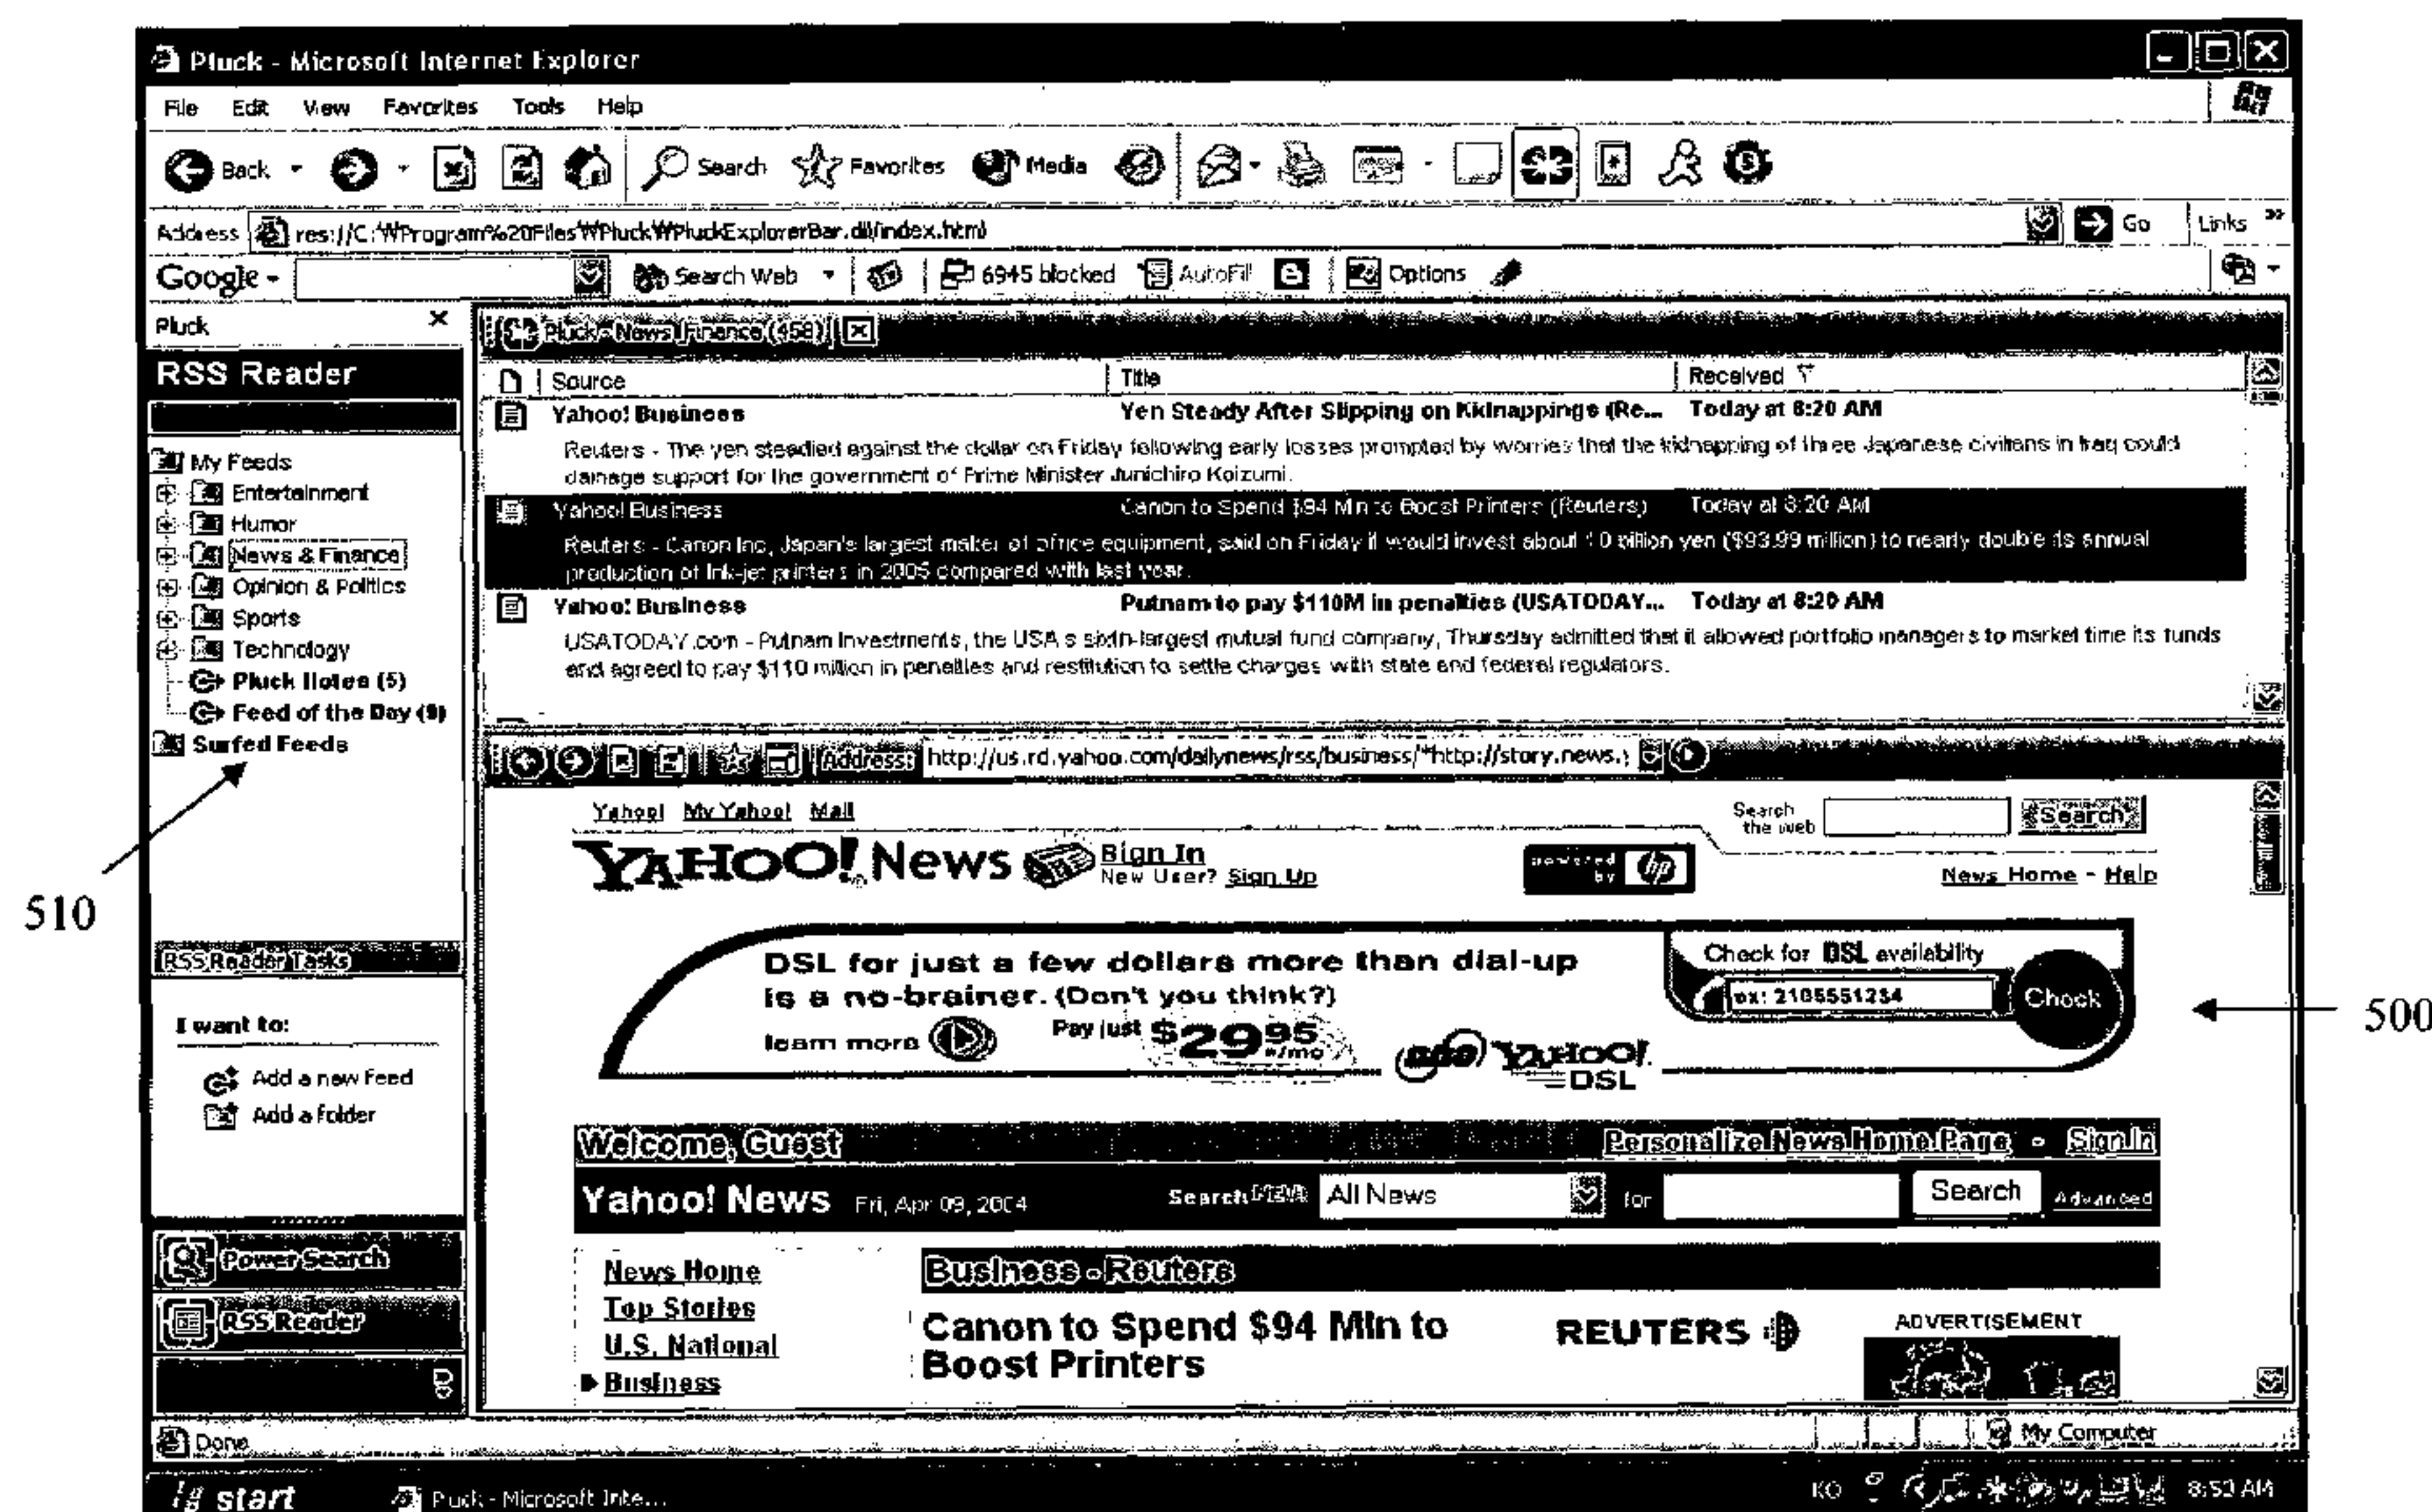 Pluck - Microsoft Internet Explorer
File Edit View Favorites Tools Help
Back Search Favorites Media
Address res://C:\Program%20Files\Pluck\PluckExplorerBar.dll/index.html Go Links »
Google Search Web 6945 blocked AutoFill Options
Pluck
RSS Reader
My Feeds
Entertainment
Humor
News & Finance
Opinion & Politics
Sports
Technology
Pluck Notes (5)
Feed of the Day
Surfed Feeds
510
RSS Reader Tasks
I want to:
Add a new Feed
Add a folder
Power Search
RSS Reader
Pluck - News Finance (458)
Source Title Received
Yahoo! Business Yen Steady After Slipping on Kidnappings (Re... Today at 8:20 AM
Reuters - The yen steadied against the dollar on Friday following early losses prompted by worries that the kidnapping of three Japanese civilians in Iraq could
damage support for the government of Prime Minister Junichiro Koizumi.
Yahoo! Business Canon to Spend $94 Mln to Boost Printers (Reuters) Today at 8:20 AM
Reuters - Canon Inc, Japan's largest maker of office equipment, said on Friday it would invest about 10 billion yen ($93.99 million) to nearly double its annual
production of ink-jet printers in 2005 compared with last year.
Yahoo! Business Putnam to pay $110M in penalties (USATODAY... Today at 8:20 AM
USATODAY.com - Putnam Investments, the USA's sixth-largest mutual fund company, Thursday admitted that it allowed portfolio managers to market time its funds
and agreed to pay $110 million in penalties and restitution to settle charges with state and federal regulators.
Address: http://us.rd.yahoo.com/dailynews/rss/business/*http://story.news.y
Yahoo! My Yahoo! Mail
Search the web Search
YAHOO! News Sign In
New User? Sign Up
powered by hp
News Home - Help
DSL for just a few dollars more than dial-up
is a no-brainer. (Don't you think?)
learn more Pay just $29.95 /mo
YAHOO! DSL
Check for DSL availability
ex: 2105551234 Check
500
Welcome, Guest Personalize News Home Page - Sign In
Yahoo! News Fri, Apr 09, 2004 Search All News for Search Advanced
News Home
Top Stories
U.S. National
Business
Business - Reuters
Canon to Spend $94 Mln to
Boost Printers
REUTERS
ADVERTISEMENT
Done My Computer
start Pluck - Microsoft Inte... KO 8:50 AM